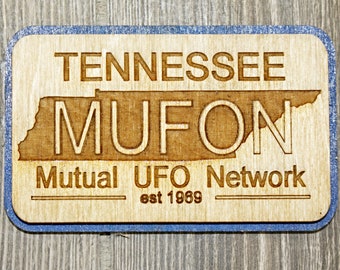 TENNESSEE
MUFON
Mutual UFO Network
est 1969